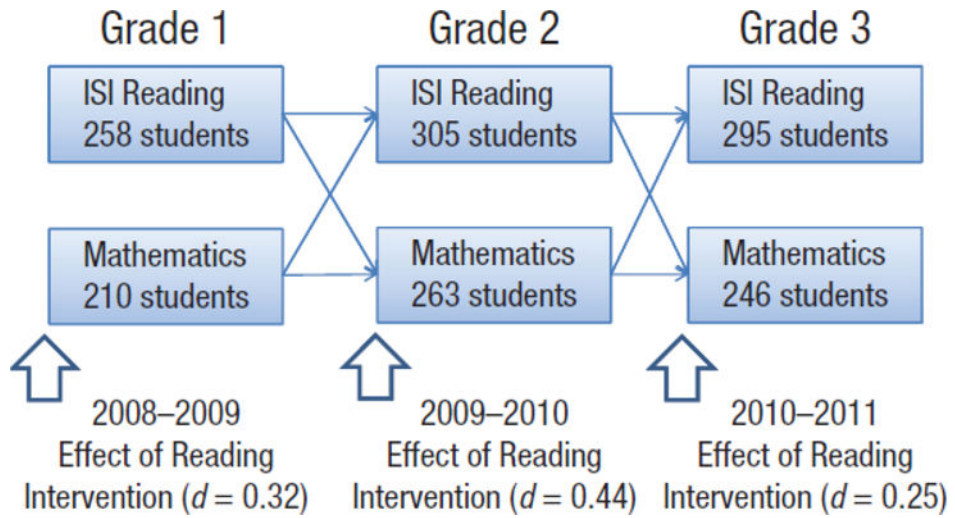 Grade 1
Grade 2
Grade 3
ISI Reading
258 students
ISI Reading
305 students
ISI Reading
295 students
Mathematics
210 students
Mathematics
263 students
Mathematics
246 students
2008–2009
Effect of Reading
Intervention (d = 0.32)
2009–2010
Effect of Reading
Intervention (d = 0.44)
2010–2011
Effect of Reading
Intervention (d = 0.25)